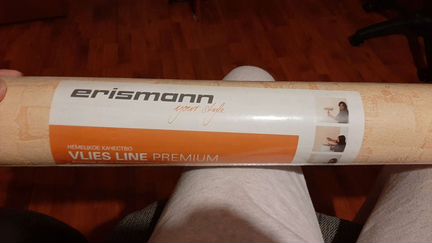 erismann
your style
НЕМЕЦКОЕ КАЧЕСТВО
VLIES LINE PREMIUM